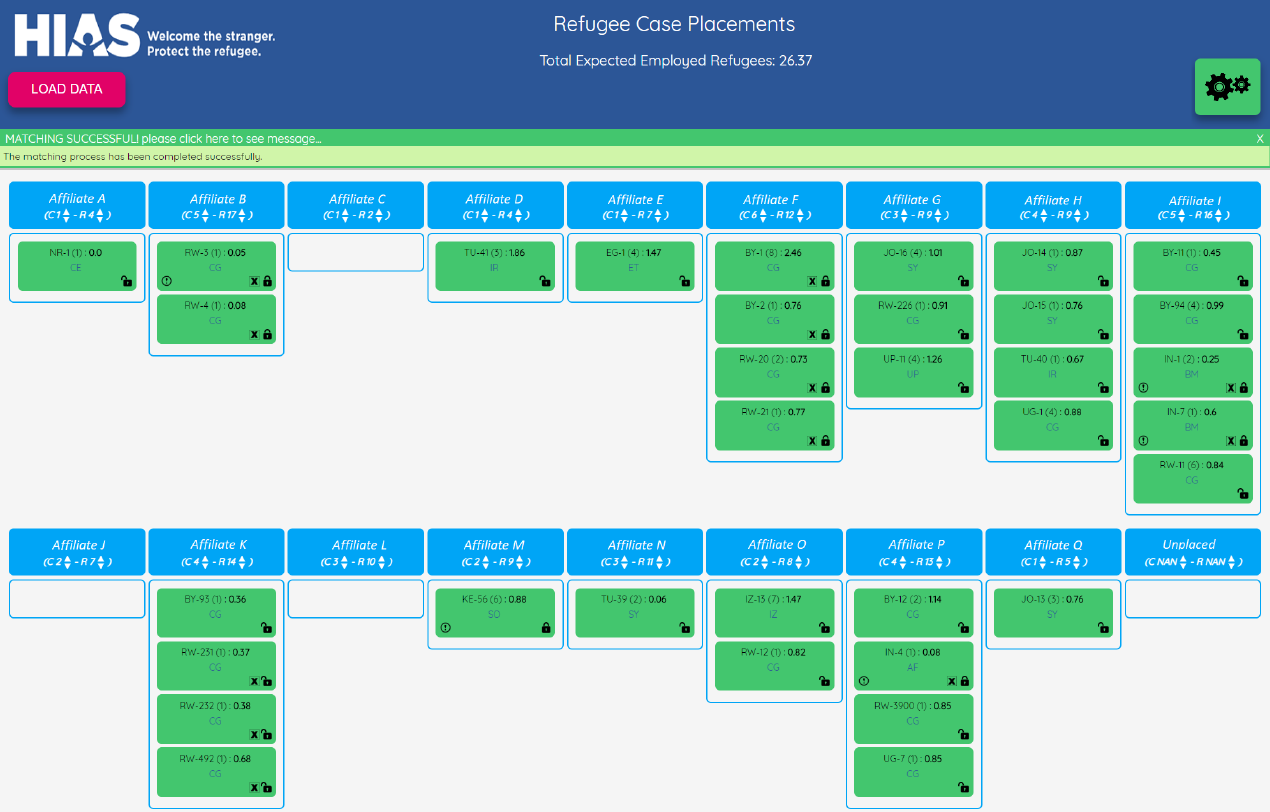 HIAS Welcome the stranger.
Protect the refugee.
Refugee Case Placements
Total Expected Employed Refugees: 26.37
LOAD DATA
MATCHING SUCCESSFUL! please click here to see message... X
The matching process has been completed successfully.
Affiliate A
(C 1 - R 4)
NR-1 (1) : 0.0
CE
Affiliate B
(C 5 - R 17)
RW-3 (1) : 0.05
CG
X
RW-4 (1) : 0.08
CG
X
Affiliate C
(C 1 - R 2)
Affiliate D
(C 1 - R 4)
TU-41 (3) : 1.86
IR
Affiliate E
(C 1 - R 7)
EG-1 (4) : 1.47
ET
Affiliate F
(C 6 - R 12)
BY-1 (8) : 2.46
CG
X
BY-2 (1) : 0.76
CG
X
RW-20 (2) : 0.73
CG
X
RW-21 (1) : 0.77
CG
X
Affiliate G
(C 3 - R 9)
JO-16 (4) : 1.01
SY
RW-226 (1) : 0.91
CG
UP-11 (4) : 1.26
UP
Affiliate H
(C 4 - R 9)
JO-14 (1) : 0.87
SY
JO-15 (1) : 0.76
SY
TU-40 (1) : 0.67
IR
UG-1 (4) : 0.88
CG
Affiliate I
(C 5 - R 16)
BY-11 (1) : 0.45
CG
BY-94 (4) : 0.99
CG
IN-1 (2) : 0.25
BM
X
IN-7 (1) : 0.6
BM
X
RW-11 (6) : 0.84
CG
Affiliate J
(C 2 - R 7)
Affiliate K
(C 4 - R 14)
BY-93 (1) : 0.36
CG
RW-231 (1) : 0.37
CG
X
RW-232 (1) : 0.38
CG
X
RW-492 (1) : 0.68
CG
X
Affiliate L
(C 3 - R 10)
Affiliate M
(C 2 - R 9)
KE-56 (6) : 0.88
SO
Affiliate N
(C 3 - R 11)
TU-39 (2) : 0.06
SY
Affiliate O
(C 2 - R 8)
IZ-13 (7) : 1.47
IZ
RW-12 (1) : 0.82
CG
Affiliate P
(C 4 - R 13)
BY-12 (2) : 1.14
CG
IN-4 (1) : 0.08
AF
X
RW-3900 (1) : 0.85
CG
UG-7 (1) : 0.85
CG
Affiliate Q
(C 1 - R 5)
JO-13 (3) : 0.76
SY
Unplaced
(C NAN - R NAN)